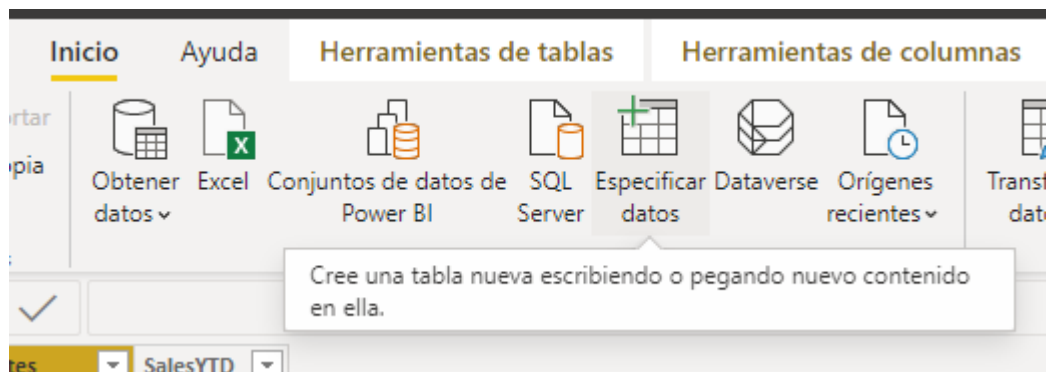 Inicio Ayuda Herramientas de tablas Herramientas de columnas
Obtener Excel Conjuntos de datos de SQL Especificar Dataverse Orígenes
datos Power BI Server datos recientes
Cree una tabla nueva escribiendo o pegando nuevo contenido
en ella.
SalesYTD